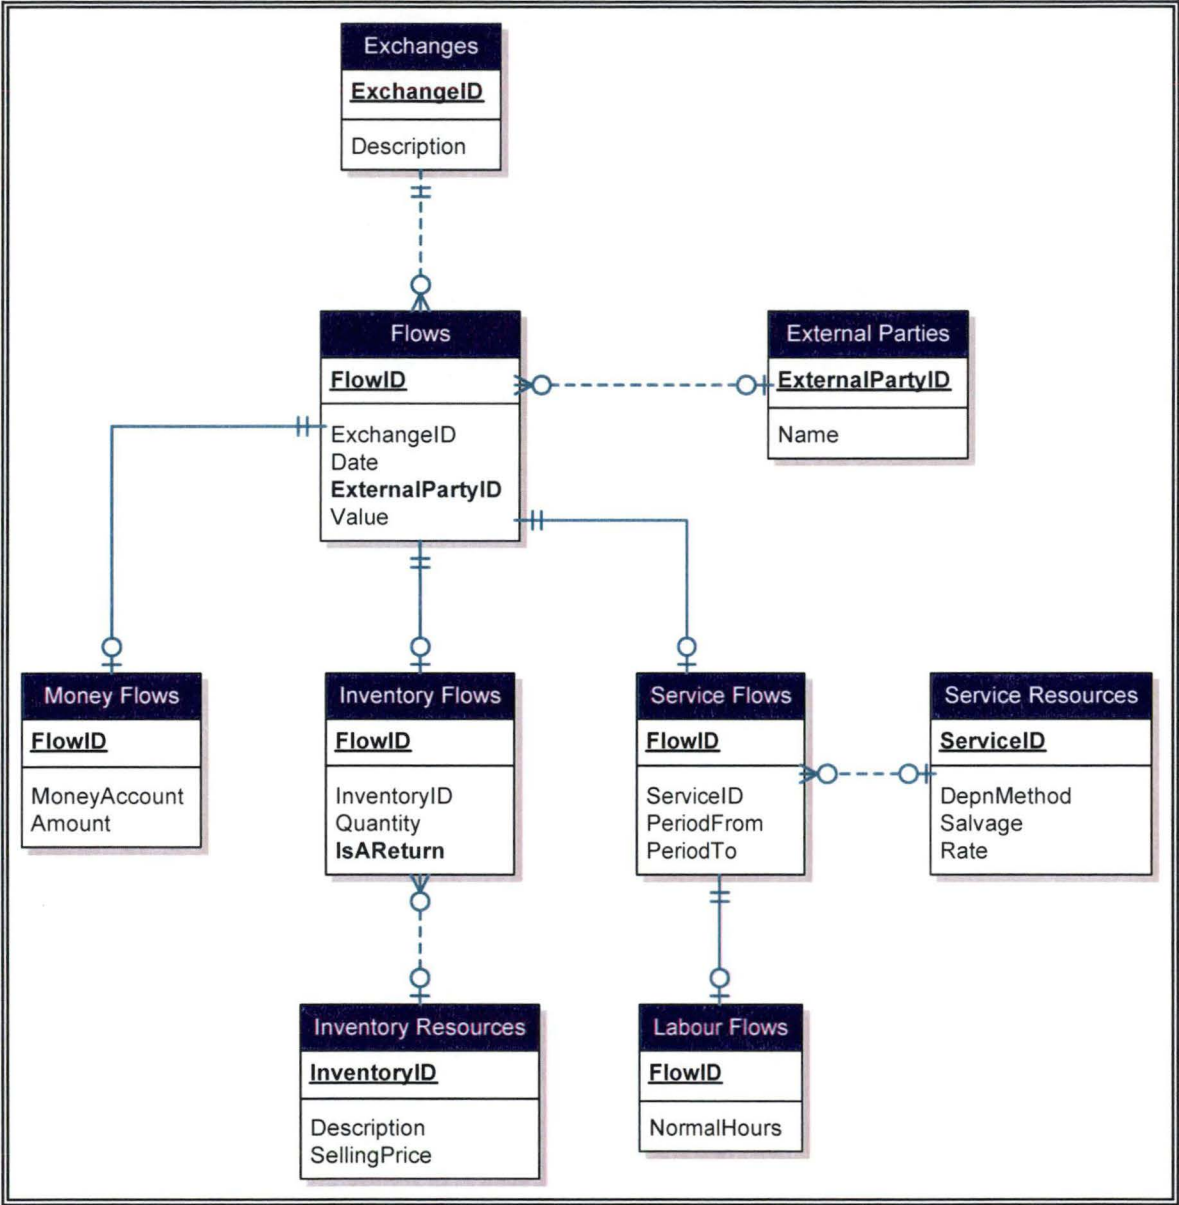 Exchanges
ExchangeID
Description
Flows
FlowID
ExchangeID
Date
ExternalPartyID
Value
External Parties
ExternalPartyID
Name
Money Flows
FlowID
MoneyAccount
Amount
Inventory Flows
FlowID
InventoryID
Quantity
IsAReturn
Service Flows
FlowID
ServiceID
PeriodFrom
PeriodTo
Service Resources
ServiceID
DepnMethod
Salvage
Rate
Inventory Resources
InventoryID
Description
SellingPrice
Labour Flows
FlowID
NormalHours